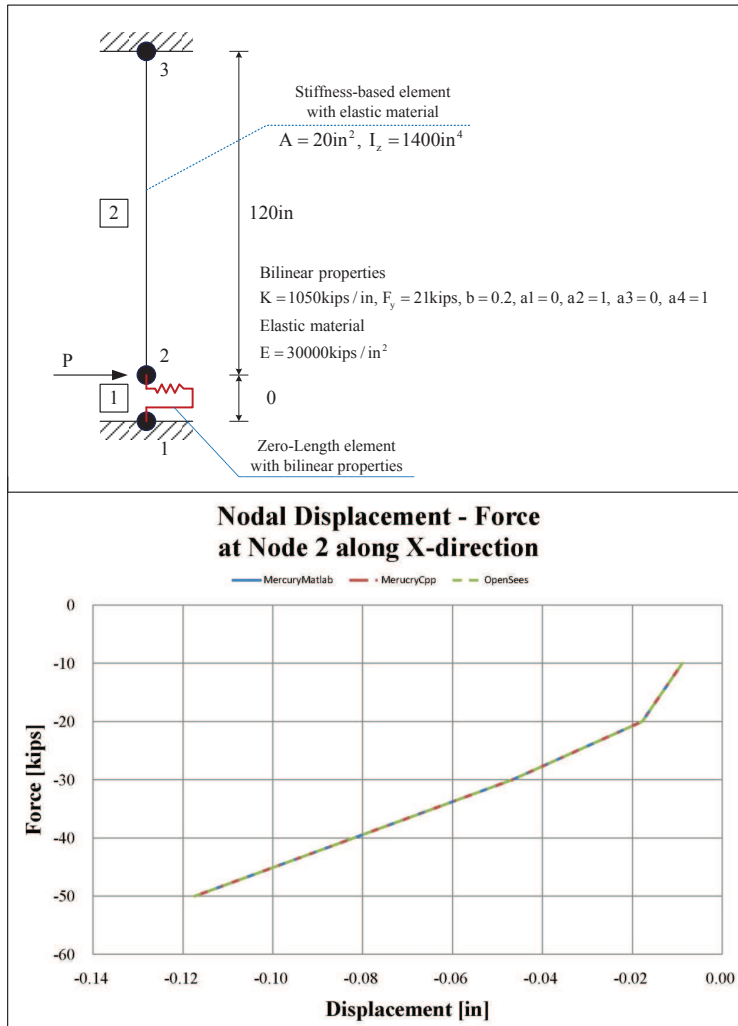 3
Stiffness-based element
with elastic material
A = 20in², I_z = 1400in⁴
2
120in
Bilinear properties
K = 1050kips / in, F_y = 21kips, b = 0.2, a1 = 0, a2 = 1, a3 = 0, a4 = 1
Elastic material
E = 30000kips / in²
P
2
1
0
1
Zero-Length element
with bilinear properties
Nodal Displacement - Force
at Node 2 along X-direction
MercuryMatlab
MerucryCpp
OpenSees
0
-10
-20
-30
-40
-50
-60
Force [kips]
-0.14 -0.12 -0.10 -0.08 -0.06 -0.04 -0.02 0.00
Displacement [in]